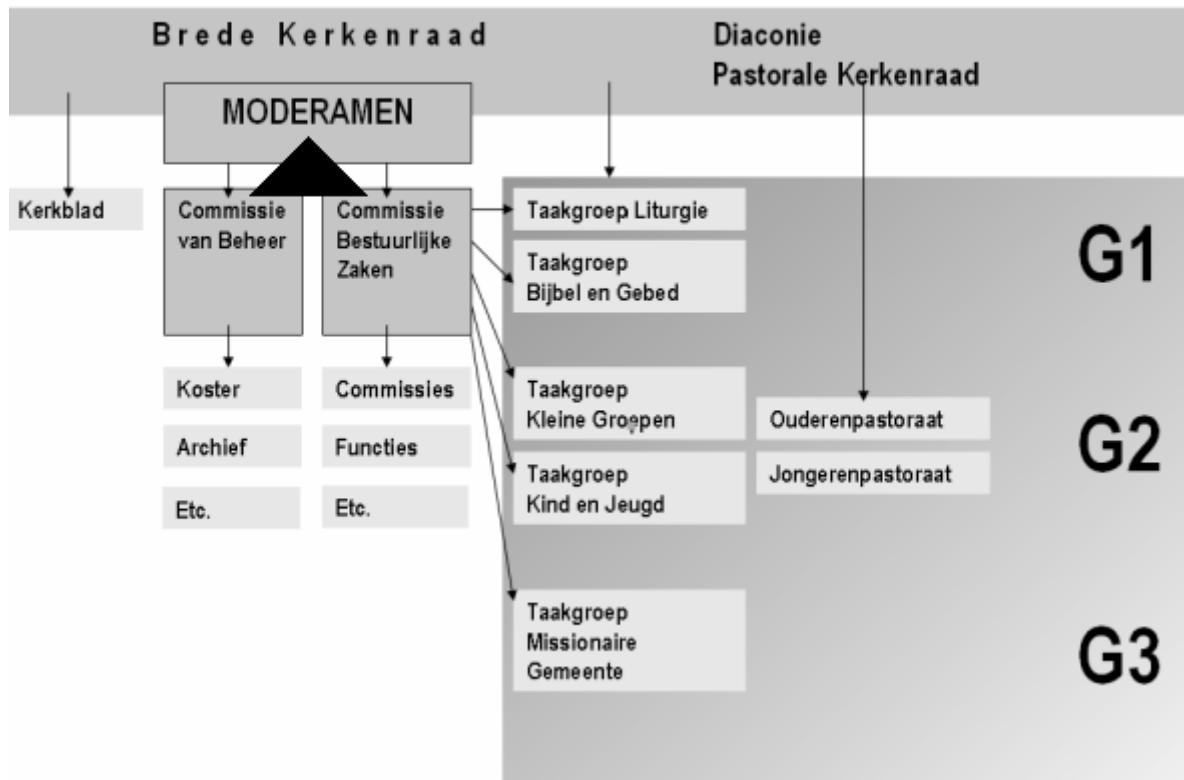 Brede Kerkenraad
Diaconie
Pastorale Kerkenraad
MODERAMEN
Kerkblad
Commissie
van Beheer
Commissie
Bestuurlijke
Zaken
Koster
Archief
Etc.
Commissies
Functies
Etc.
Taakgroep Liturgie
Taakgroep
Bijbel en Gebed
G1
Taakgroep
Kleine Groepen
Taakgroep
Kind en Jeugd
Ouderenpastoraat
Jongerenpastoraat
G2
Taakgroep
Missionaire
Gemeente
G3